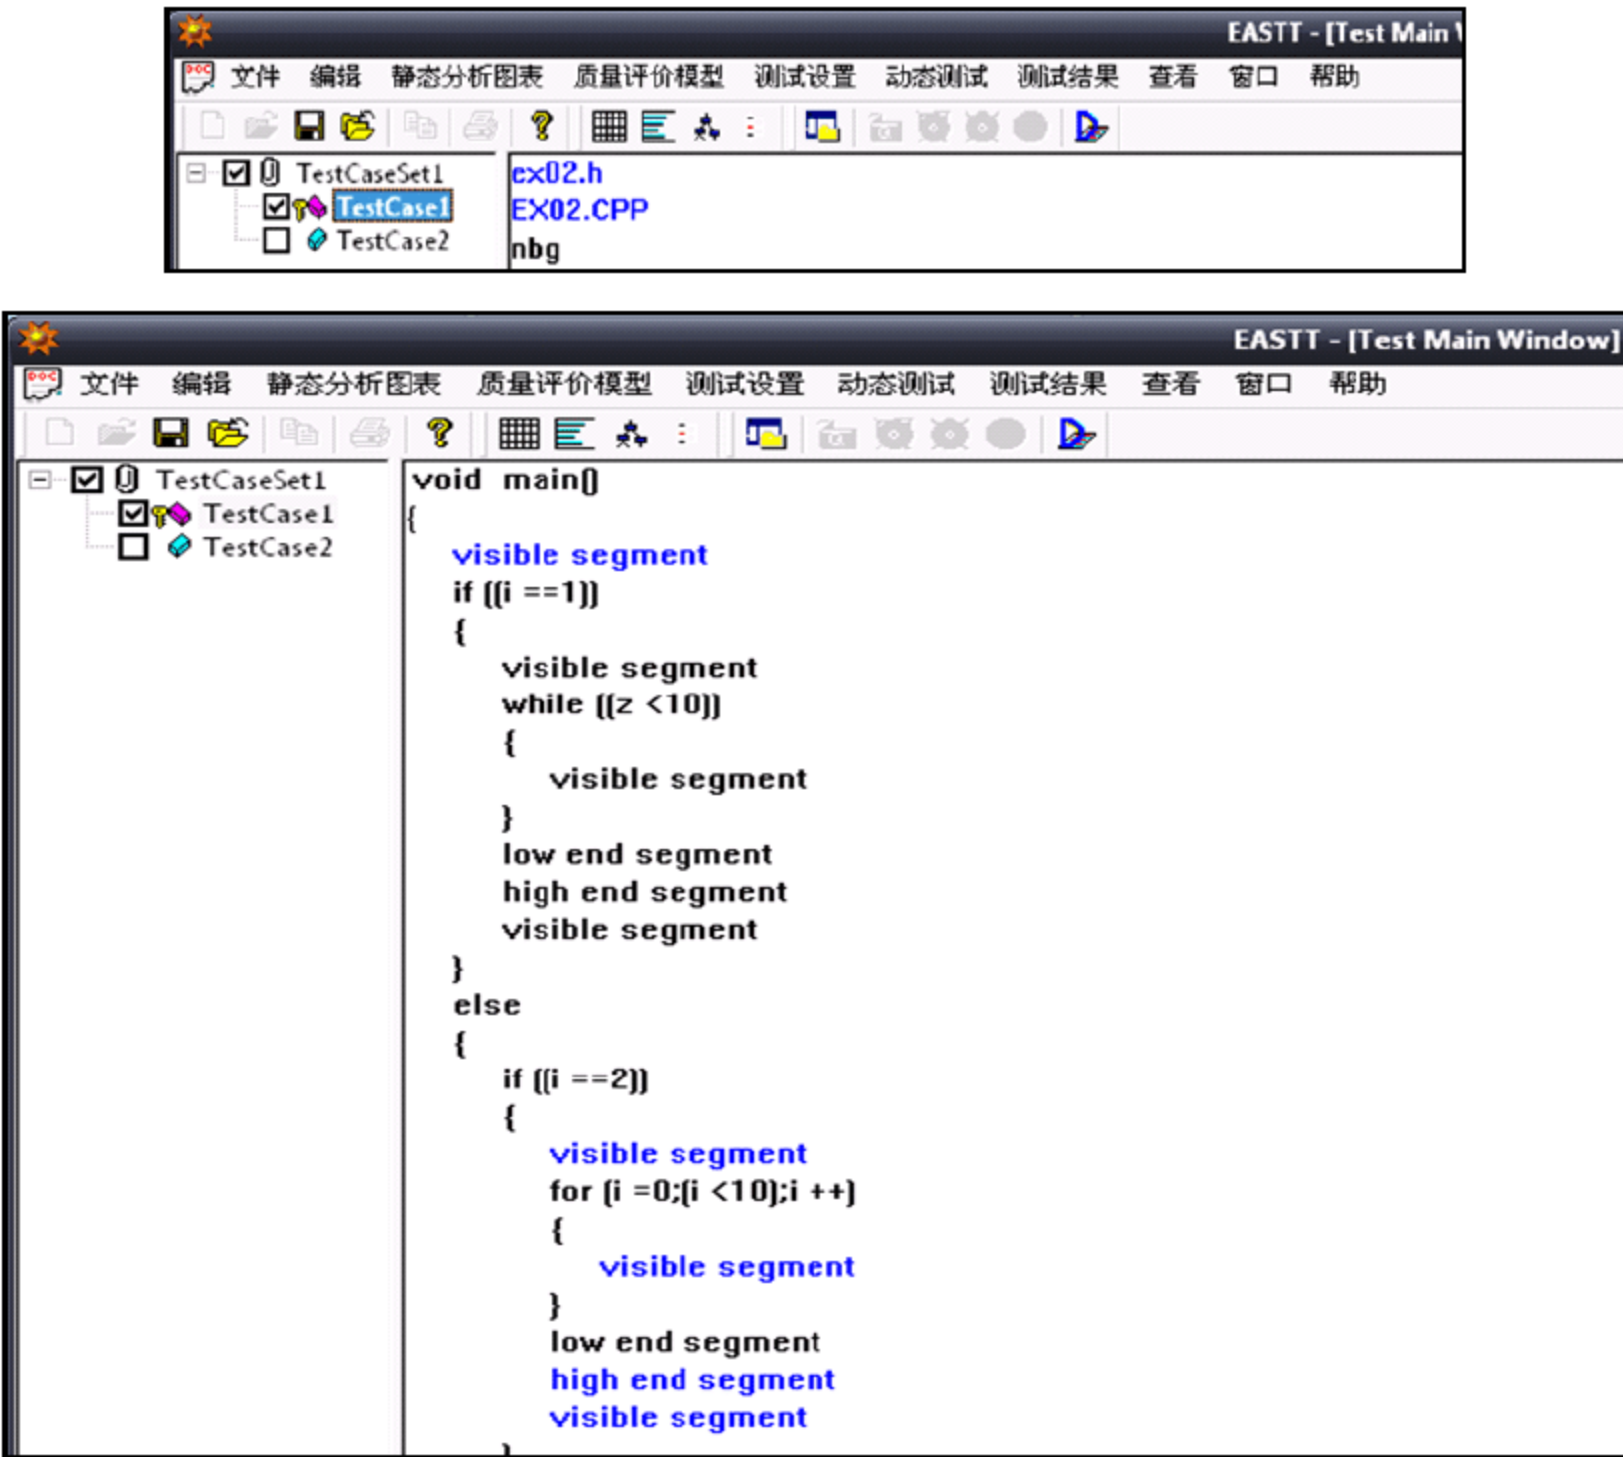 EASTT - [Test Main
文件 编辑 静态分析图表 质量评价模型 测试设置 动态测试 测试结果 查看 窗口 帮助
TestCaseSet1
TestCase1
TestCase2
ex02.h
EX02.CPP
nbg
EASTT - [Test Main Window]
文件 编辑 静态分析图表 质量评价模型 测试设置 动态测试 测试结果 查看 窗口 帮助
TestCaseSet1
TestCase1
TestCase2
void main()
{
visible segment
if ((i ==1))
{
visible segment
while ((z <10))
{
visible segment
}
low end segment
high end segment
visible segment
}
else
{
if ((i ==2))
{
visible segment
for (i =0;(i <10);i ++)
{
visible segment
}
low end segment
high end segment
visible segment